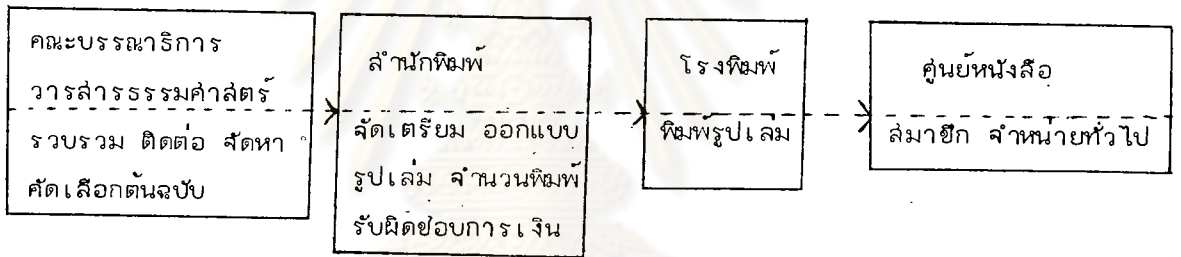 คณะบรรณาธิการ
วารสารธรรมศาสตร์
รวบรวม ติดต่อ จัดหา
คัดเลือกต้นฉบับ
สำนักพิมพ์
จัดเตรียม ออกแบบ
รูปเล่ม จำนวนพิมพ์
รับผิดชอบการเงิน
โรงพิมพ์
พิมพ์รูปเล่ม
ศูนย์หนังสือ
สมาชิก จำหน่ายทั่วไป